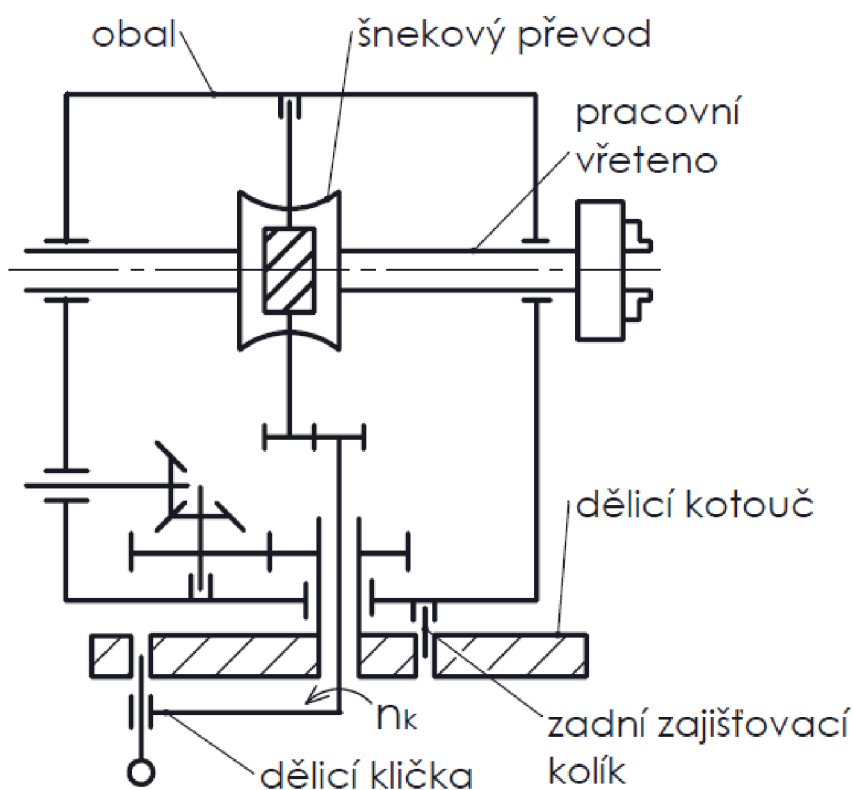 obal
šnekový převod
pracovní
vřeteno
dělicí kotouč
nk
zadní zajišťovací
kolík
dělicí klička